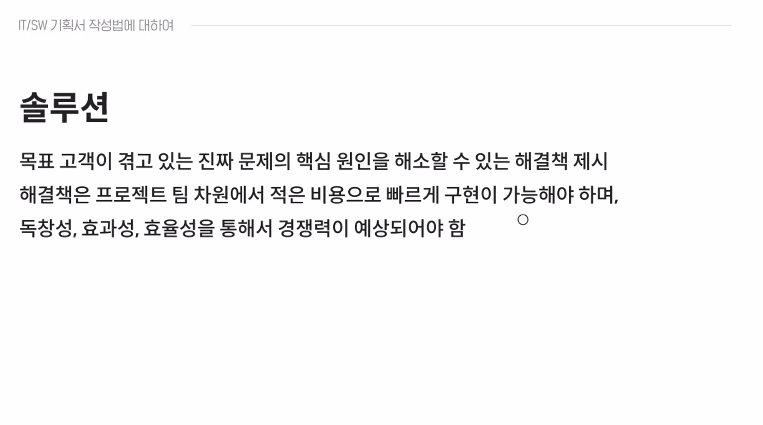 IT/SW 기획서 작성법에 대하여
솔루션
목표 고객이 겪고 있는 진짜 문제의 핵심 원인을 해소할 수 있는 해결책 제시
해결책은 프로젝트 팀 차원에서 적은 비용으로 빠르게 구현이 가능해야 하며,
독창성, 효과성, 효율성을 통해서 경쟁력이 예상되어야 함